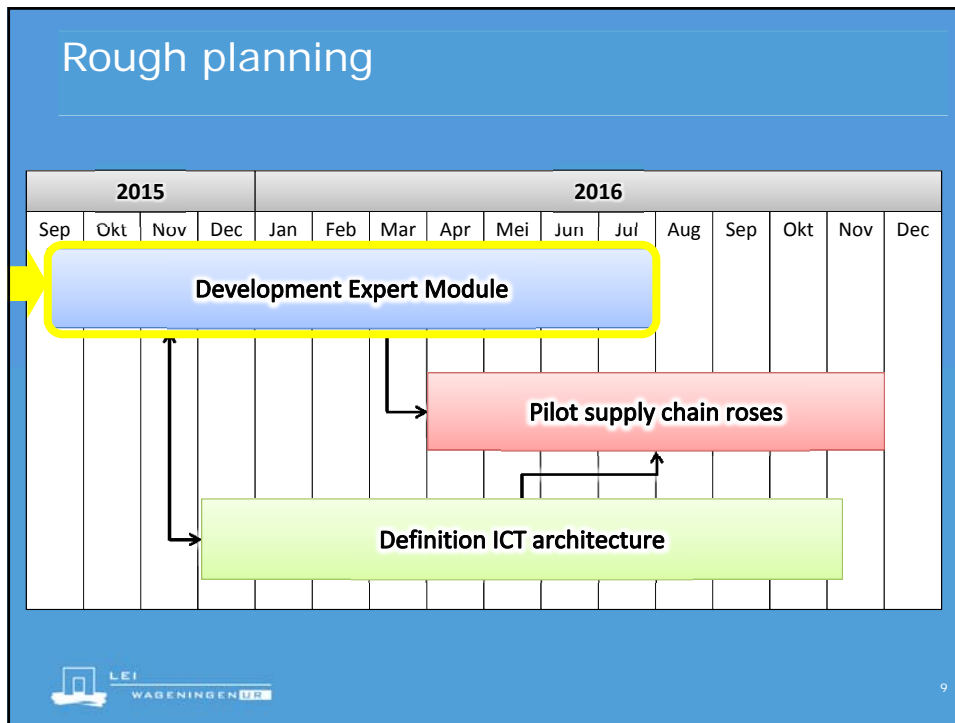 Rough planning
2015 2016
Sep Okt Nov Dec Jan Feb Mar Apr Mei Jun Jul Aug Sep Okt Nov Dec
Development Expert Module
Pilot supply chain roses
Definition ICT architecture
LEI
WAGENINGEN UR
9